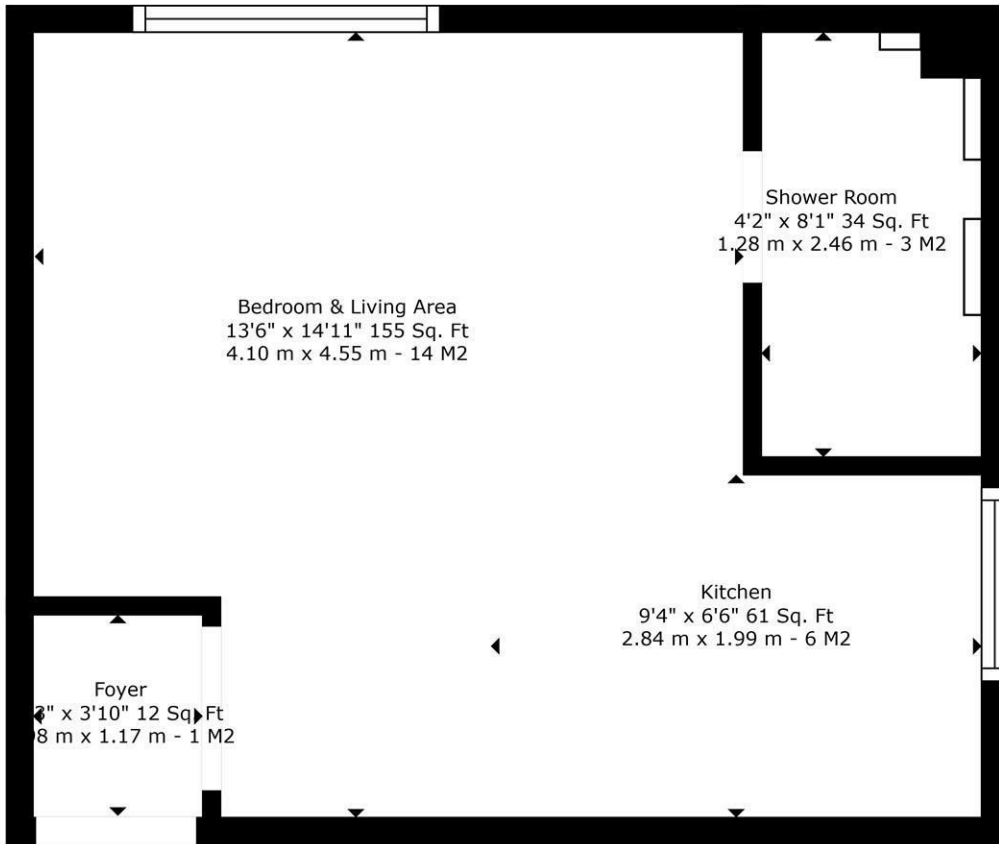 Shower Room
4'2" x 8'1" 34 Sq. Ft
1.28 m x 2.46 m - 3 M2
Bedroom & Living Area
13'6" x 14'11" 155 Sq. Ft
4.10 m x 4.55 m - 14 M2
Kitchen
9'4" x 6'6" 61 Sq. Ft
2.84 m x 1.99 m - 6 M2
Foyer
x 3'10" 12 Sq. Ft
m x 1.17 m - 1 M2